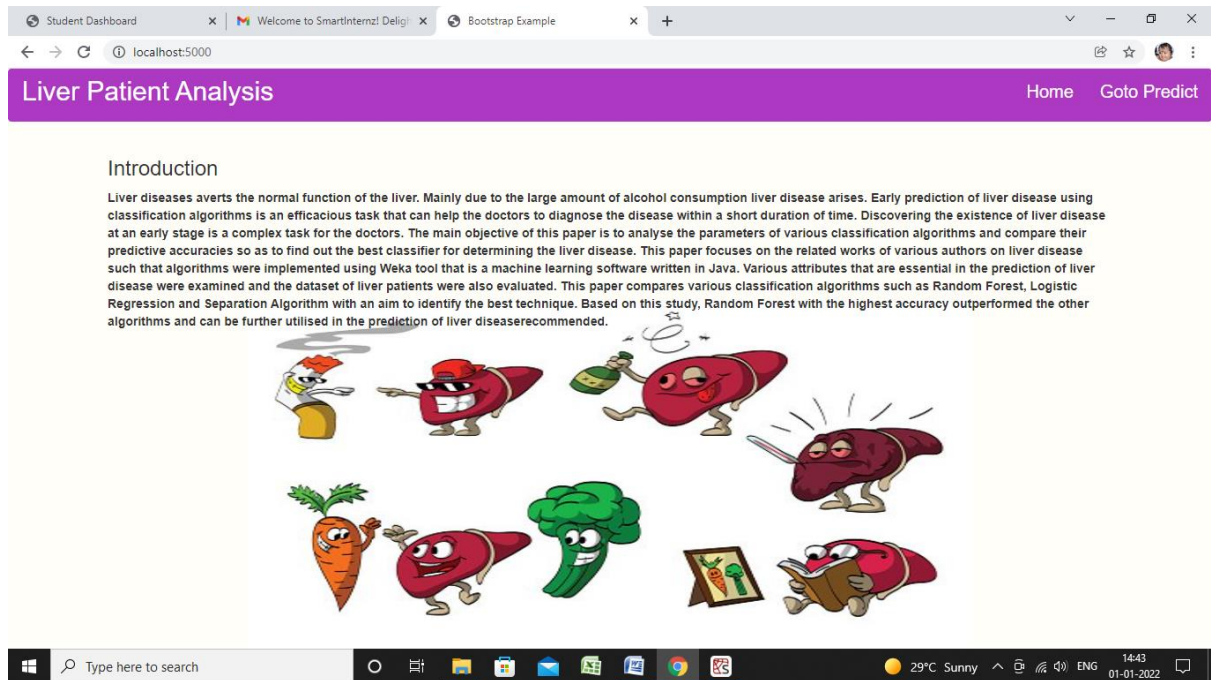 Student Dashboard
Welcome to SmartInternz! Deligh
Bootstrap Example
localhost:5000
Liver Patient Analysis
Home
Goto Predict
Introduction
Liver diseases averts the normal function of the liver. Mainly due to the large amount of alcohol consumption liver disease arises. Early prediction of liver disease using
classification algorithms is an efficacious task that can help the doctors to diagnose the disease within a short duration of time. Discovering the existence of liver disease
at an early stage is a complex task for the doctors. The main objective of this paper is to analyse the parameters of various classification algorithms and compare their
predictive accuracies so as to find out the best classifier for determining the liver disease. This paper focuses on the related works of various authors on liver disease
such that algorithms were implemented using Weka tool that is a machine learning software written in Java. Various attributes that are essential in the prediction of liver
disease were examined and the dataset of liver patients were also evaluated. This paper compares various classification algorithms such as Random Forest, Logistic
Regression and Separation Algorithm with an aim to identify the best technique. Based on this study, Random Forest with the highest accuracy outperformed the other
algorithms and can be further utilised in the prediction of liver diseaserecommended.
Type here to search
29°C Sunny
ENG
14:43
01-01-2022